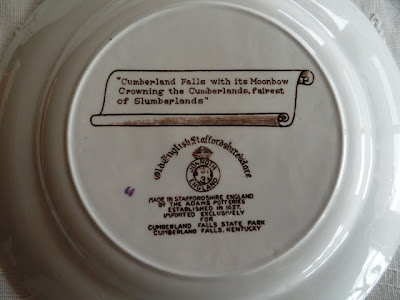 "Cumberland Falls with its Moonbow
Crowning the Cumberlands, fairest
of Slumberlands"
Old English Staffordshire Ware
JONROTH
ENGLAND
MADE IN STAFFORDSHIRE ENGLAND
BY THE ADAMS POTTERIES
ESTABLISHED IN 1657.
IMPORTED EXCLUSIVELY
FOR
CUMBERLAND FALLS STATE PARK
CUMBERLAND FALLS, KENTUCKY